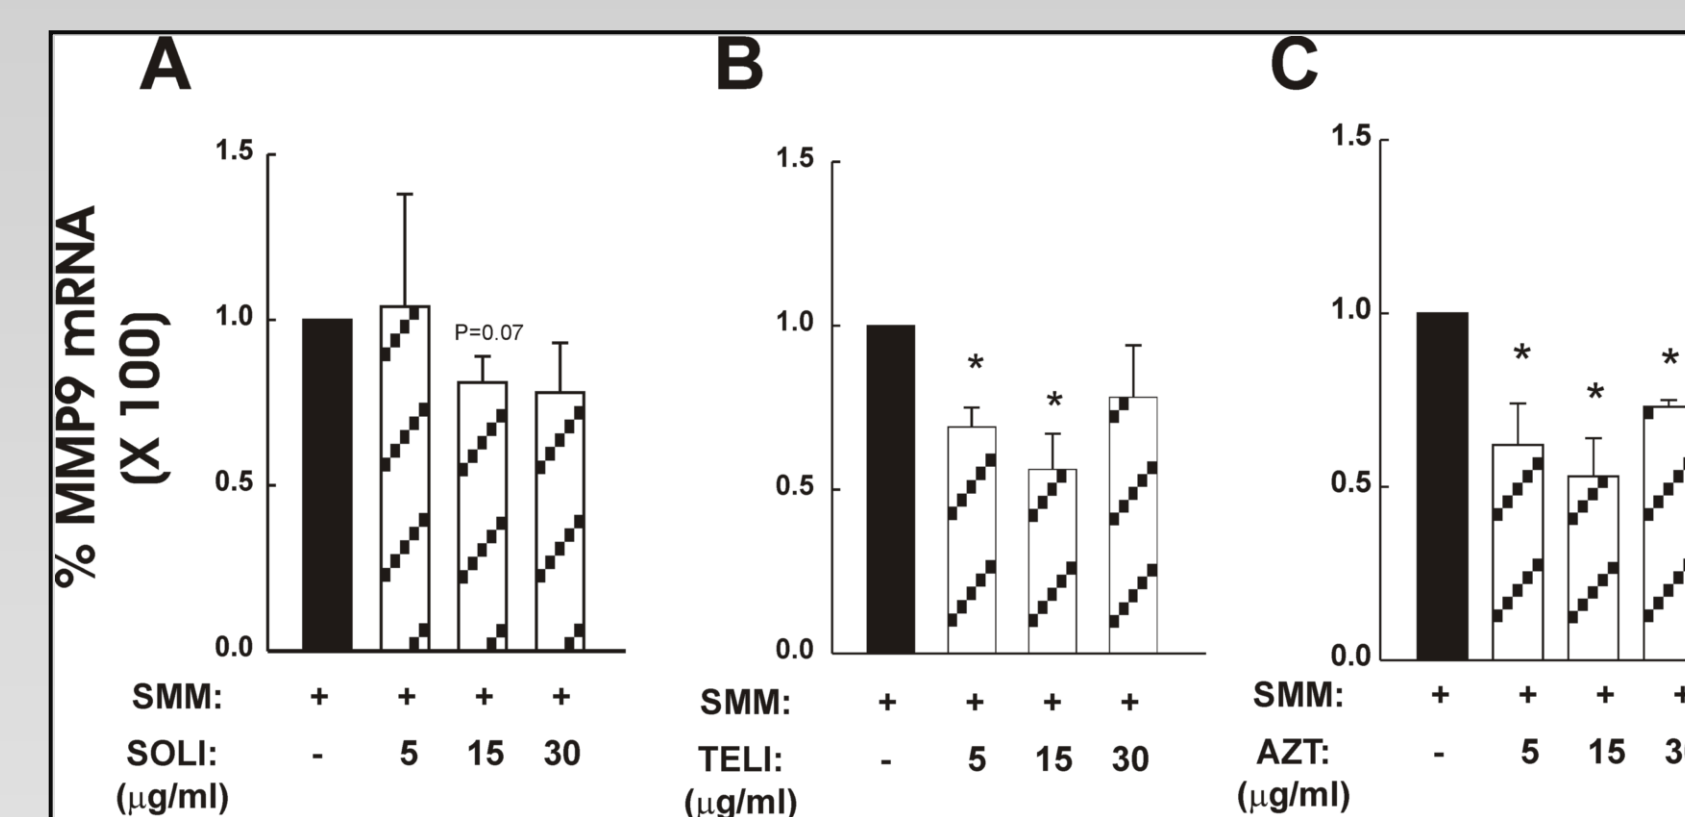 A B C
% MMP9 mRNA
(X 100)
1.5
1.0
0.5
0.0
P=0.07
SMM: + + + +
SOLI: - 5 15 30
(μg/ml)
1.5
1.0
0.5
0.0
*
*
SMM: + + + +
TELI: - 5 15 30
(μg/ml)
1.5
1.0
0.5
0.0
*
*
*
SMM: + + + +
AZT: - 5 15
(μg/ml)